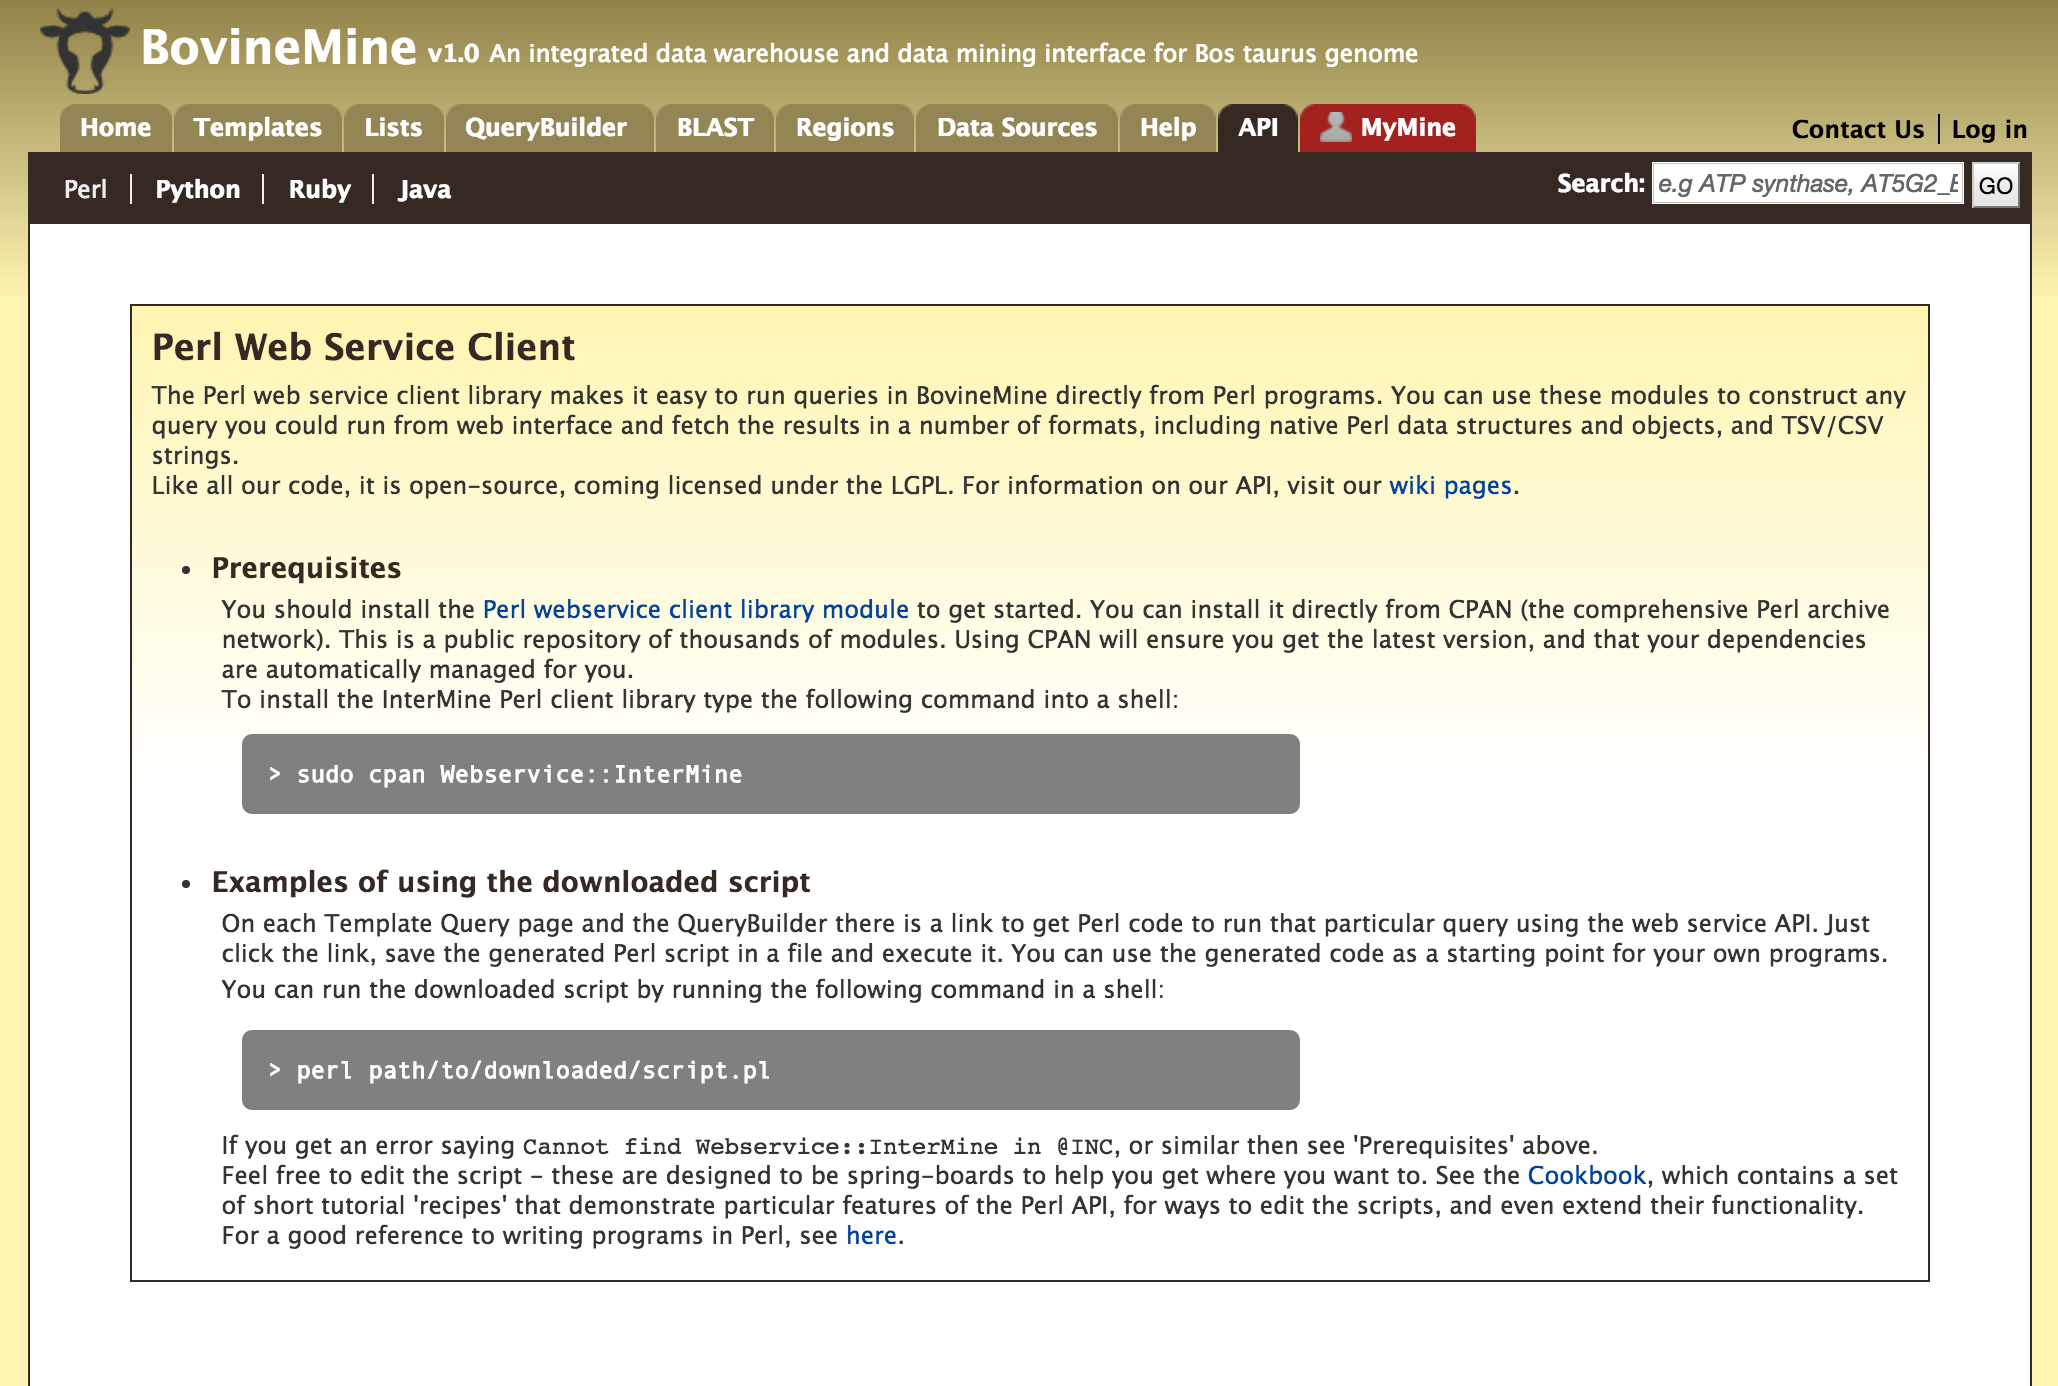 BovineMine v1.0 An integrated data warehouse and data mining interface for Bos taurus genome
Home Templates Lists QueryBuilder BLAST Regions Data Sources Help API MyMine Contact Us | Log in
Perl | Python | Ruby | Java Search: e.g ATP synthase, AT5G2_E GO
Perl Web Service Client
The Perl web service client library makes it easy to run queries in BovineMine directly from Perl programs. You can use these modules to construct any
query you could run from web interface and fetch the results in a number of formats, including native Perl data structures and objects, and TSV/CSV
strings.
Like all our code, it is open-source, coming licensed under the LGPL. For information on our API, visit our wiki pages.
• Prerequisites
You should install the Perl webservice client library module to get started. You can install it directly from CPAN (the comprehensive Perl archive
network). This is a public repository of thousands of modules. Using CPAN will ensure you get the latest version, and that your dependencies
are automatically managed for you.
To install the InterMine Perl client library type the following command into a shell:
> sudo cpan Webservice::InterMine
• Examples of using the downloaded script
On each Template Query page and the QueryBuilder there is a link to get Perl code to run that particular query using the web service API. Just
click the link, save the generated Perl script in a file and execute it. You can use the generated code as a starting point for your own programs.
You can run the downloaded script by running the following command in a shell:
> perl path/to/downloaded/script.pl
If you get an error saying Cannot find Webservice::InterMine in @INC, or similar then see 'Prerequisites' above.
Feel free to edit the script - these are designed to be spring-boards to help you get where you want to. See the Cookbook, which contains a set
of short tutorial 'recipes' that demonstrate particular features of the Perl API, for ways to edit the scripts, and even extend their functionality.
For a good reference to writing programs in Perl, see here.